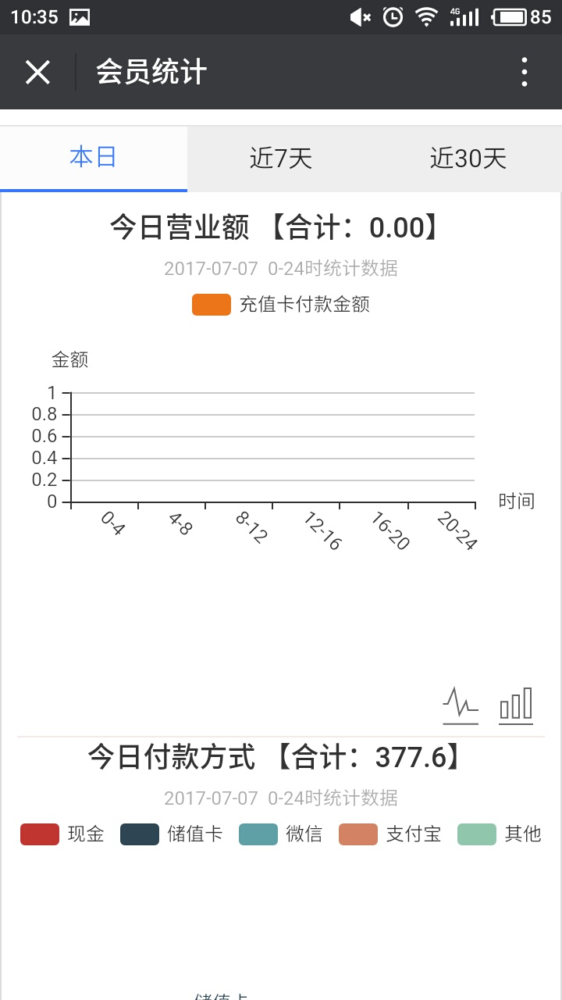 10:35 4G 85
会员统计
本日 近7天 近30天
今日营业额 【合计：0.00】
2017-07-07 0-24时统计数据
充值卡付款金额
金额
1
0.8
0.6
0.4
0.2
0
时间
0-4 4-8 8-12 12-16 16-20 20-24
今日付款方式 【合计：377.6】
2017-07-07 0-24时统计数据
现金 储值卡 微信 支付宝 其他
储值卡